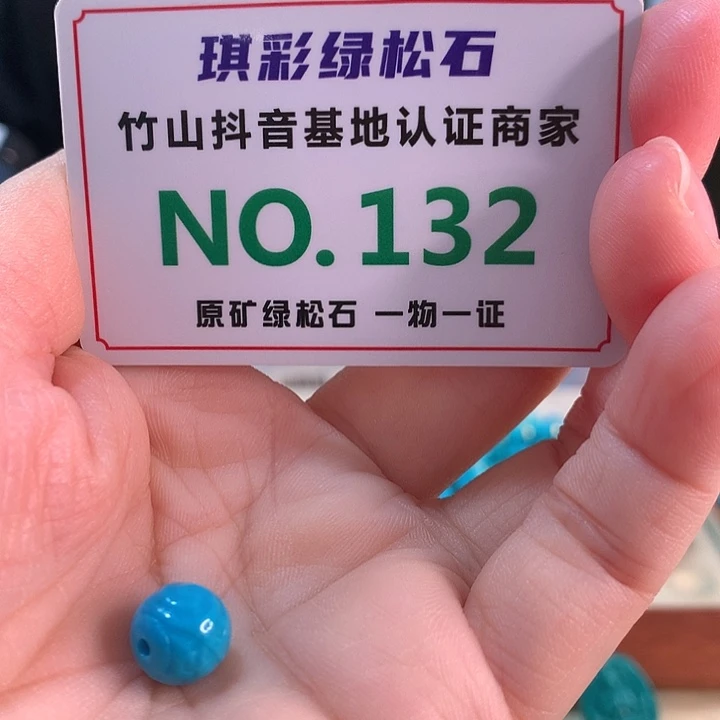 琪彩绿松石
竹山抖音基地认证商家
NO.132
原矿绿松石 一物一证